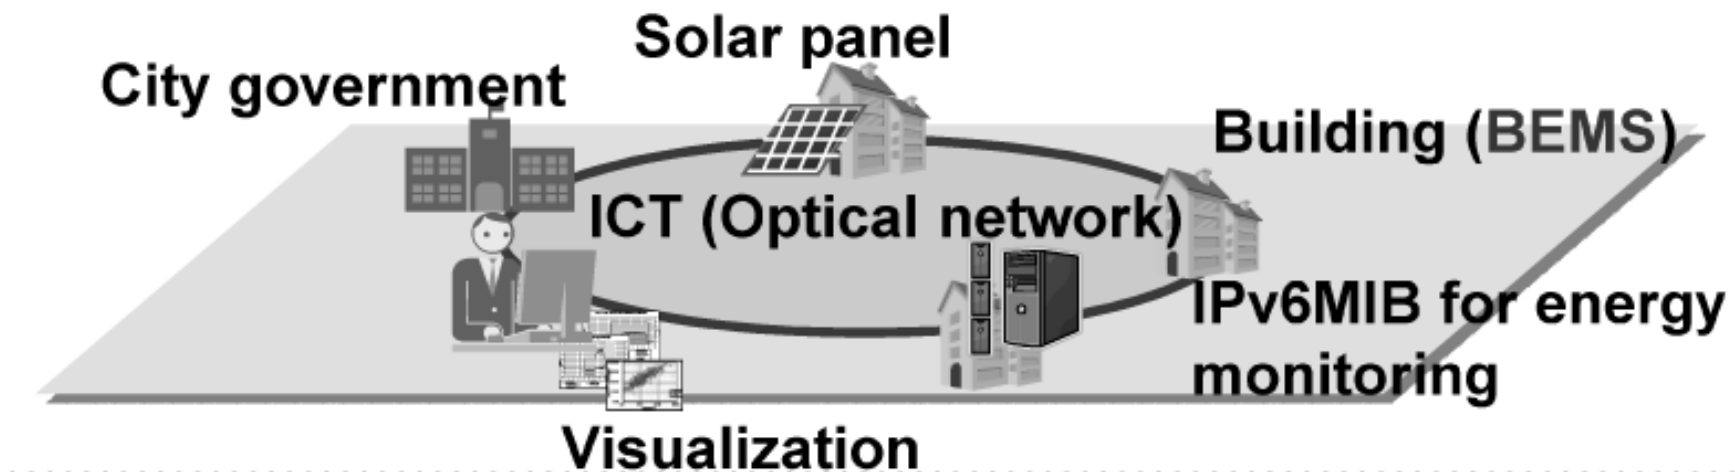 Solar panel
City government
Building (BEMS)
ICT (Optical network)
IPv6MIB for energy
monitoring
Visualization